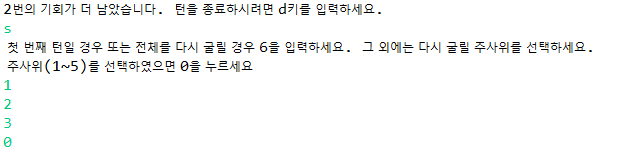 2번의 기회가 더 남았습니다. 턴을 종료하시려면 d키를 입력하세요.
s
첫 번째 턴일 경우 또는 전체를 다시 굴릴 경우 6을 입력하세요. 그 외에는 다시 굴릴 주사위를 선택하세요.
주사위(1~5)를 선택하였으면 0을 누르세요
1
2
3
0